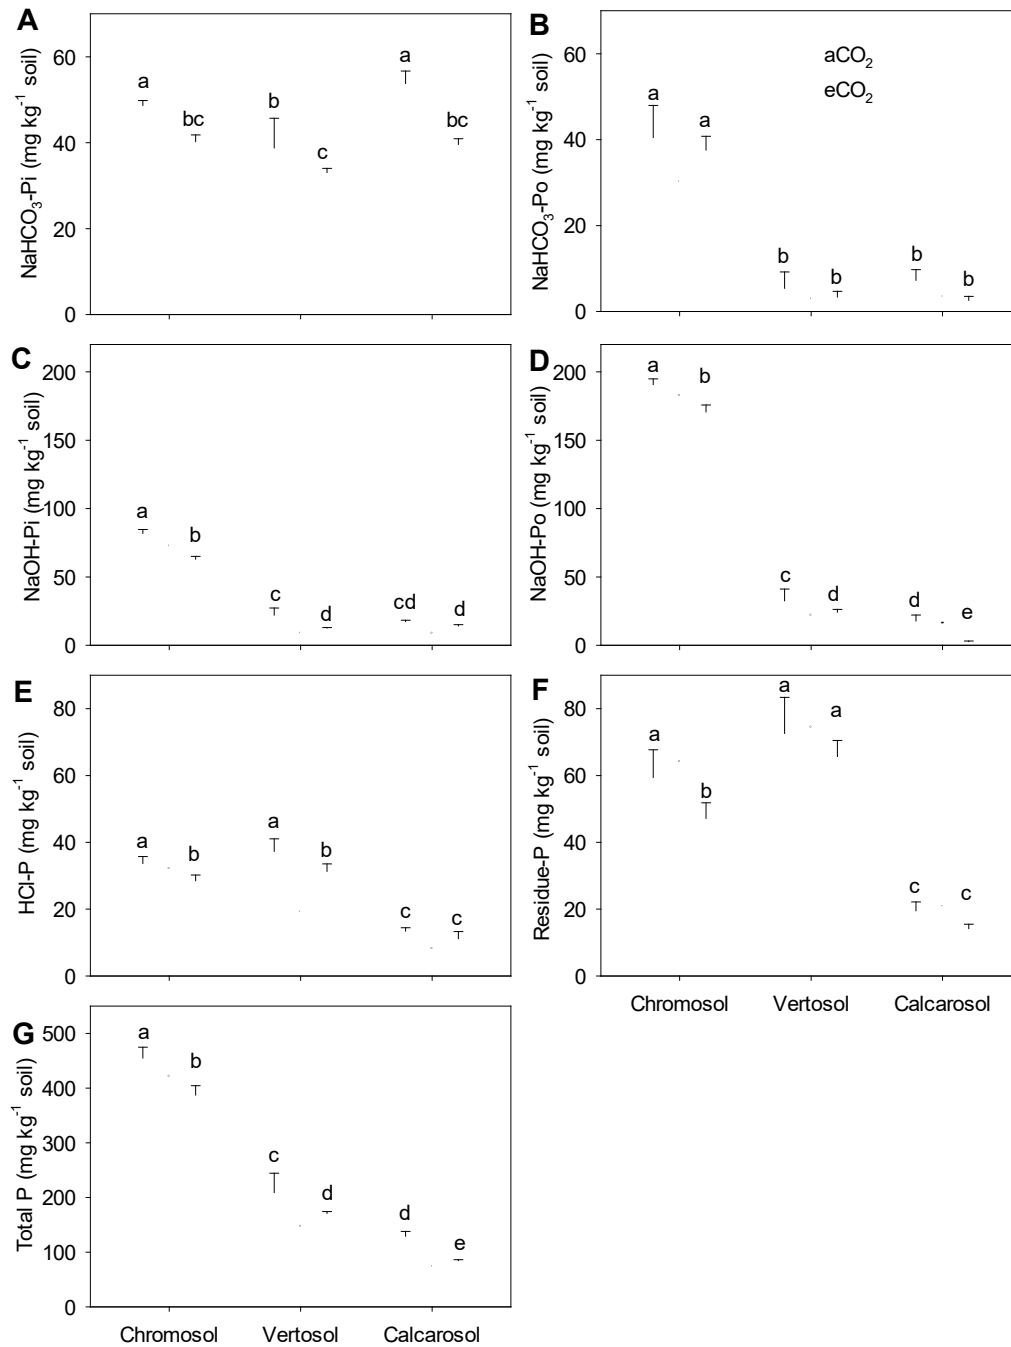 A
NaHCO3-Pi (mg kg-1 soil)
60
40
20
0
a
bc
b
c
a
bc
B
NaHCO3-Po (mg kg-1 soil)
60
40
20
0
aCO2
eCO2
a
a
b
b
b
b
C
NaOH-Pi (mg kg-1 soil)
200
150
100
50
0
a
b
c
d
cd
d
D
NaOH-Po (mg kg-1 soil)
200
150
100
50
0
a
b
c
d
d
e
E
HCl-P (mg kg-1 soil)
80
60
40
20
0
a
b
a
b
c
c
F
Residue-P (mg kg-1 soil)
80
60
40
20
0
a
b
a
a
c
c
Chromosol Vertosol Calcarosol
G
Total P (mg kg-1 soil)
500
400
300
200
100
0
a
b
c
d
d
e
Chromosol Vertosol Calcarosol